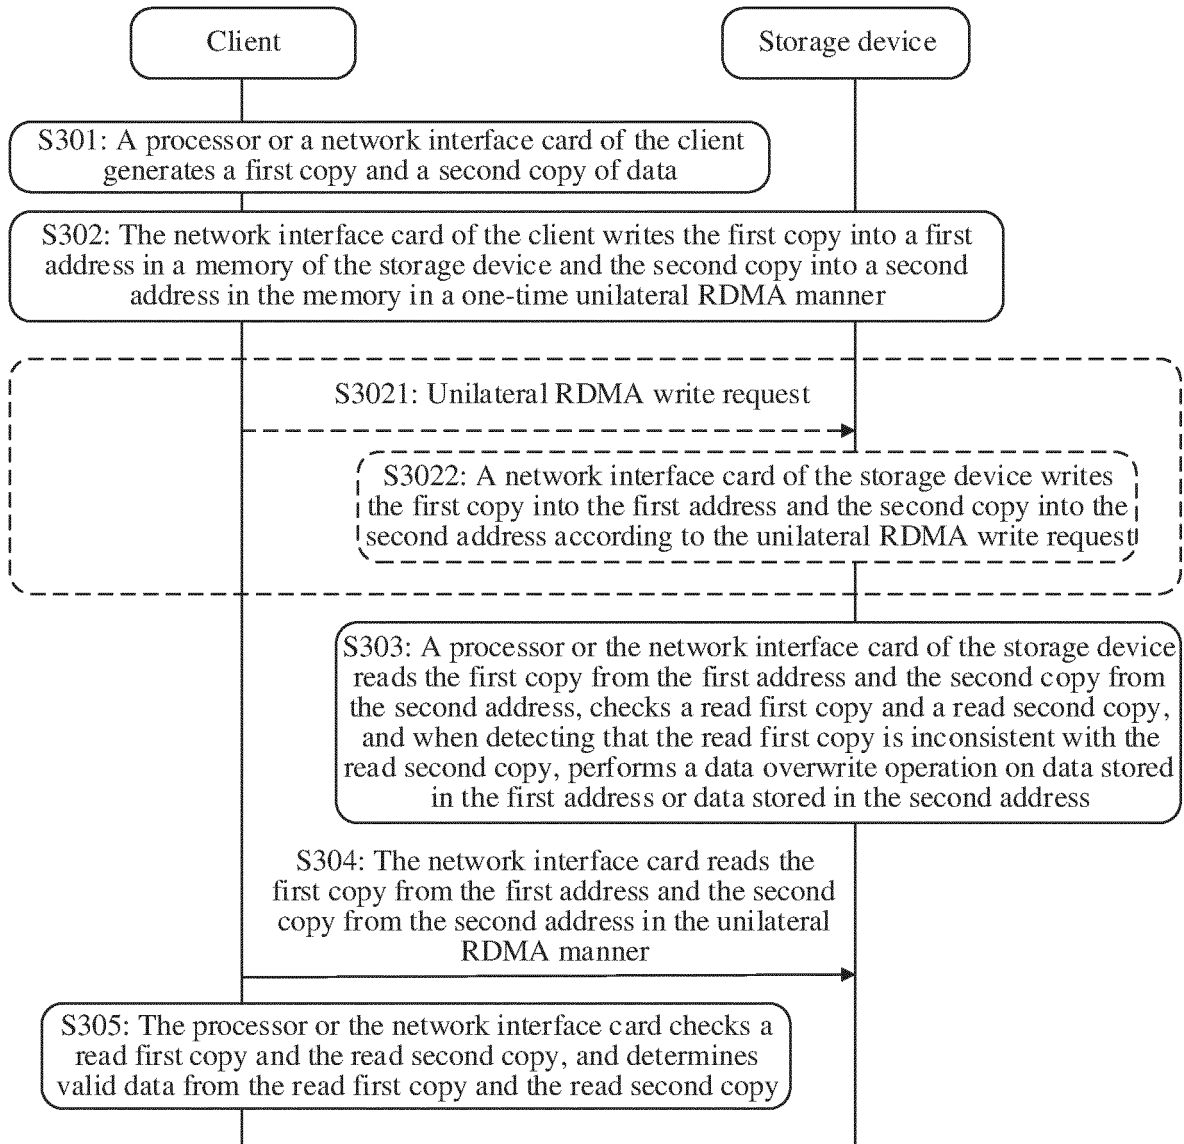 Client
Storage device
S301: A processor or a network interface card of the client
generates a first copy and a second copy of data
S302: The network interface card of the client writes the first copy into a first
address in a memory of the storage device and the second copy into a second
address in the memory in a one-time unilateral RDMA manner
S3021: Unilateral RDMA write request
S3022: A network interface card of the storage device writes
the first copy into the first address and the second copy into the
second address according to the unilateral RDMA write request
S303: A processor or the network interface card of the storage device
reads the first copy from the first address and the second copy from
the second address, checks a read first copy and a read second copy,
and when detecting that the read first copy is inconsistent with the
read second copy, performs a data overwrite operation on data stored
in the first address or data stored in the second address
S304: The network interface card reads the
first copy from the first address and the second
copy from the second address in the unilateral
RDMA manner
S305: The processor or the network interface card checks a
read first copy and the read second copy, and determines
valid data from the read first copy and the read second copy